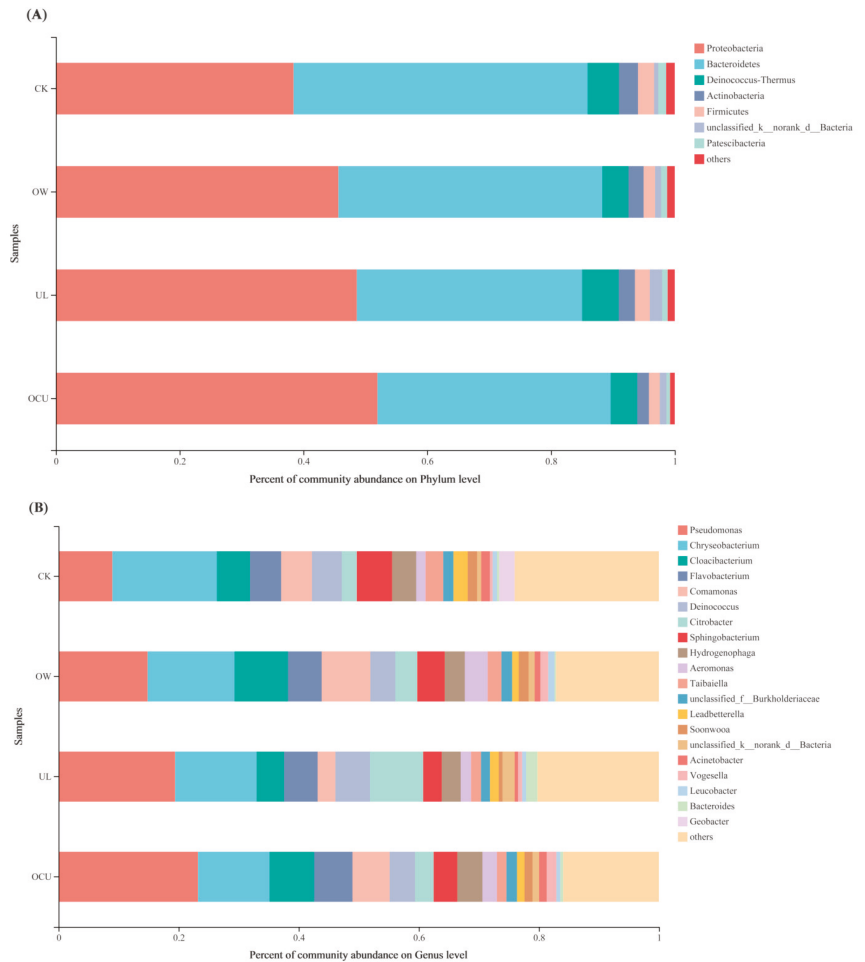 (A)
Proteobacteria
Bacteroidetes
Deinococcus-Thermus
Actinobacteria
Firmicutes
unclassified_k__norank_d__Bacteria
Patescibacteria
others
CK
OW
UL
OCU
Samples
0 0.2 0.4 0.6 0.8 1
Percent of community abundance on Phylum level
(B)
Pseudomonas
Chryseobacterium
Cloacibacterium
Flavobacterium
Comamonas
Deinococcus
Citrobacter
Sphingobacterium
Hydrogenophaga
Aeromonas
Taibaiella
unclassified_f__Burkholderiaceae
Leadbetterella
Soonwooa
unclassified_k__norank_d__Bacteria
Acinetobacter
Vogesella
Leucobacter
Bacteroides
Geobacter
others
CK
OW
UL
OCU
Samples
0 0.2 0.4 0.6 0.8 1
Percent of community abundance on Genus level